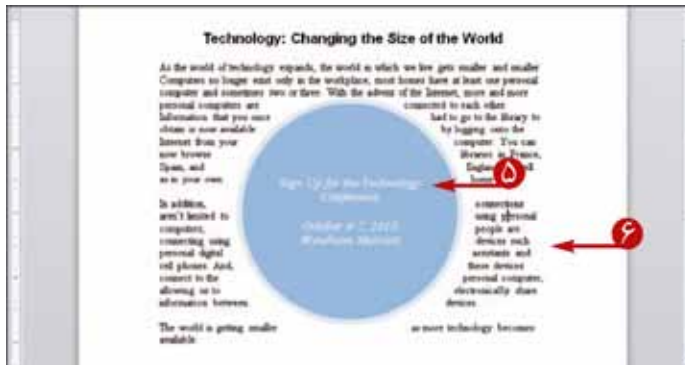 Technology: Changing the Size of the World
As the world of technology expands, the world in which we live gets smaller and smaller
Computers no longer exist only in the workplace, most homes have at least one personal
computer and sometimes two or three. With the advent of the Internet, more and more
personal computers are connected to each other
Information that you once had to go to the library to
obtain is now available by logging onto the
Internet from your computer. You can
now browse libraries in France,
Spain, and England
as in your own
Sign Up for the Technology
Conference
۵
In addition, connections
aren't limited to using personal
computers, people are
October 4-7, 2010
connecting using devices such
۶
personal digital assistants and
cell phones. And, these devices
connect to the personal computer,
allowing us to electronically share
information between devices
The world is getting smaller as more technology becomes
available